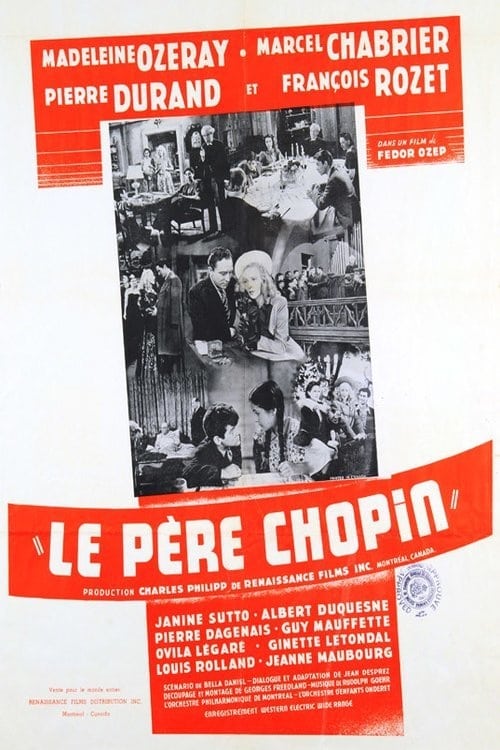 MADELEINE OZERAY • MARCEL CHABRIER
PIERRE DURAND ET FRANÇOIS ROZET
DANS UN FILM de
FEDOR OZEP
"LE PÈRE CHOPIN"
PRODUCTION CHARLES PHILIPP DE RENAISSANCE FILMS INC. MONTRÉAL, CANADA.
JANINE SUTTO • ALBERT DUQUESNE
PIERRE DAGENAIS • GUY MAUFFETTE
OVILA LÉGARÉ • GINETTE LETONDAL
LOUIS ROLLAND • JEANNE MAUBOURG
SCENARIO DE BELLA DANIEL - DIALOGUE ET ADAPTATION DE JEAN DESPREZ
DECOUPAGE ET MONTAGE DE GEORGES FREEDLAND - MUSIQUE DE RUDOLPH GOEHR
L'ORCHESTRE PHILHARMONIQUE DE MONTREAL - L'ORCHESTRE D'ENFANTS ONDERET
ENREGISTREMENT WESTERN ELECTRIC WIDE RANGE
Vente pour le monde entier:
RENAISSANCE FILMS DISTRIBUTION INC.
Montreal - Canada